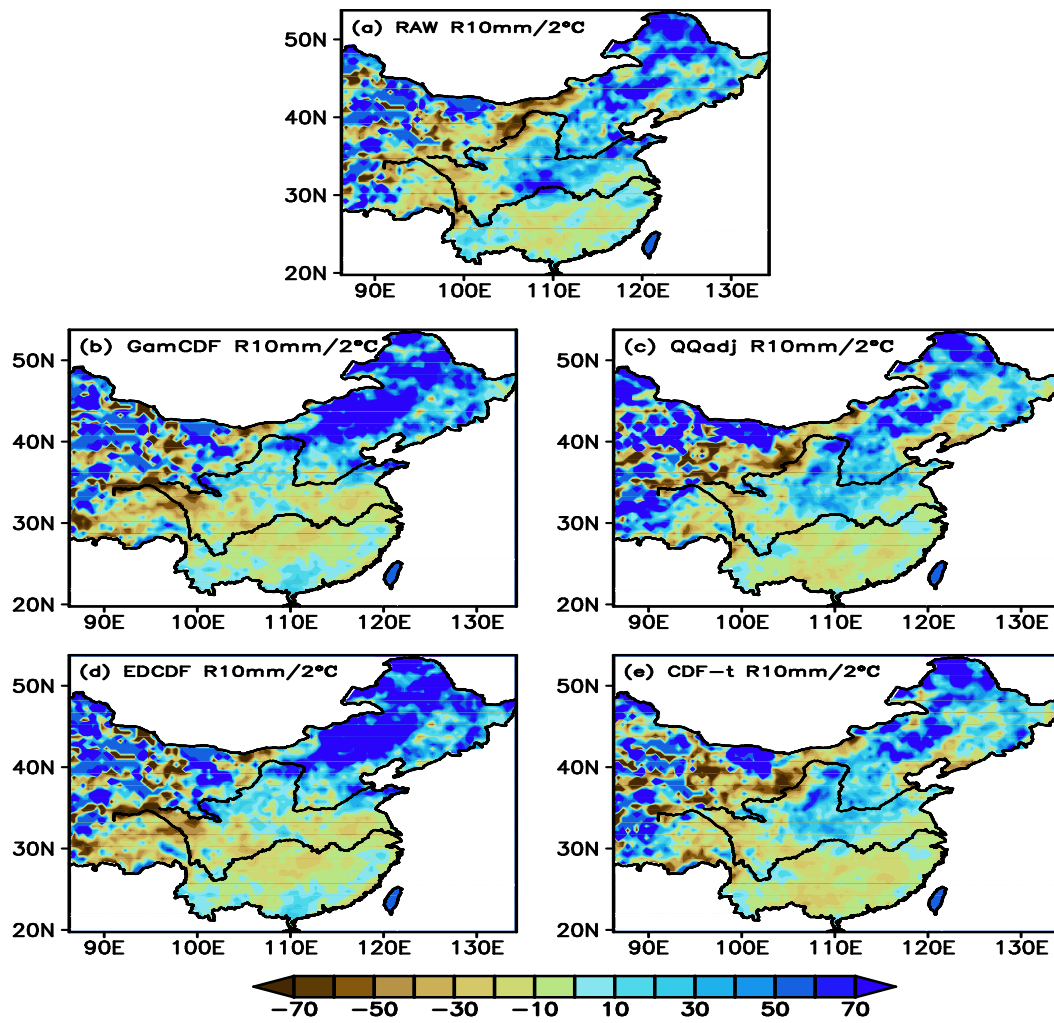 (a) RAW R10mm/2°C
50N
40N
30N
20N
90E 100E 110E 120E 130E
(b) GamCDF R10mm/2°C
50N
40N
30N
20N
90E 100E 110E 120E 130E
(c) QQadj R10mm/2°C
50N
40N
30N
20N
90E 100E 110E 120E 130E
(d) EDCDF R10mm/2°C
50N
40N
30N
20N
90E 100E 110E 120E 130E
(e) CDF-t R10mm/2°C
50N
40N
30N
20N
90E 100E 110E 120E 130E
-70 -50 -30 -10 10 30 50 70